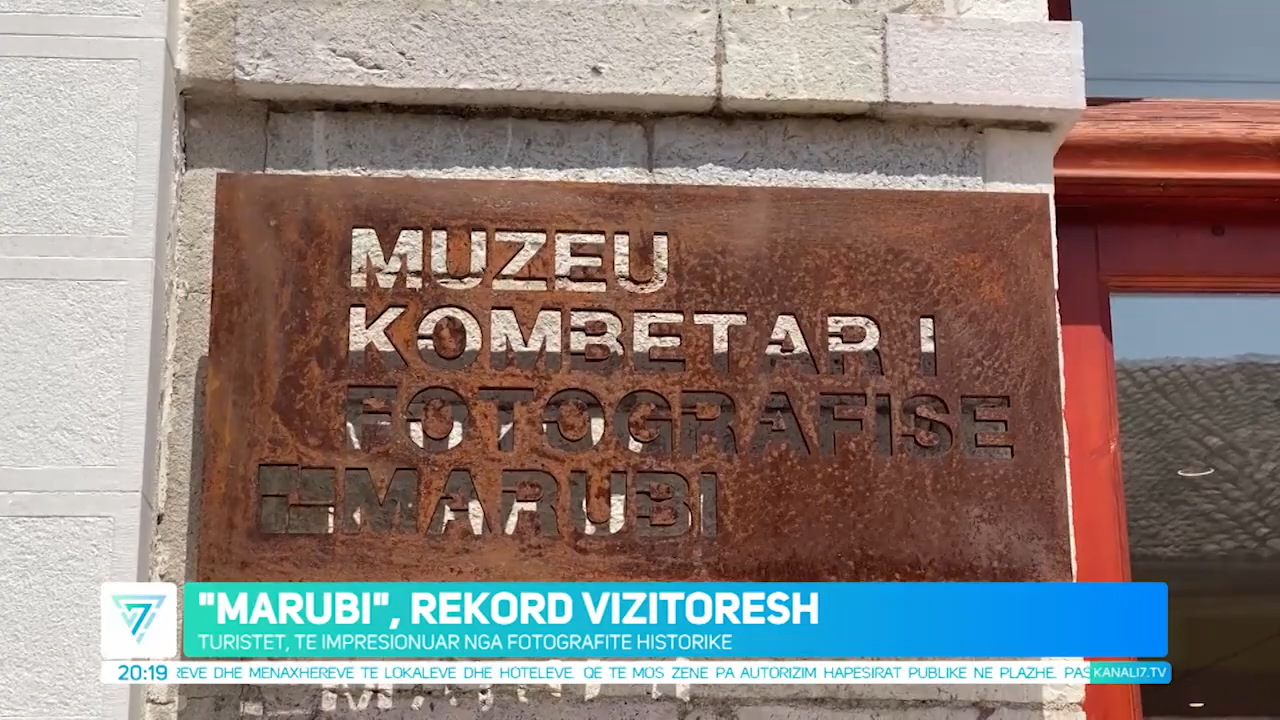 MUZEU
KOMBETAR I
FOTOGRAFISE
MARUBI
"MARUBI", REKORD VIZITORESH
TURISTET, TE IMPRESIONUAR NGA FOTOGRAFITE HISTORIKE
20:19 REVE DHE MENAXHEREVE TE LOKALEVE DHE HOTELEVE. QE TE MOS ZENE PA AUTORIZIM HAPESIRAT PUBLIKE NE PLAZHE. PAS KANALI7.TV